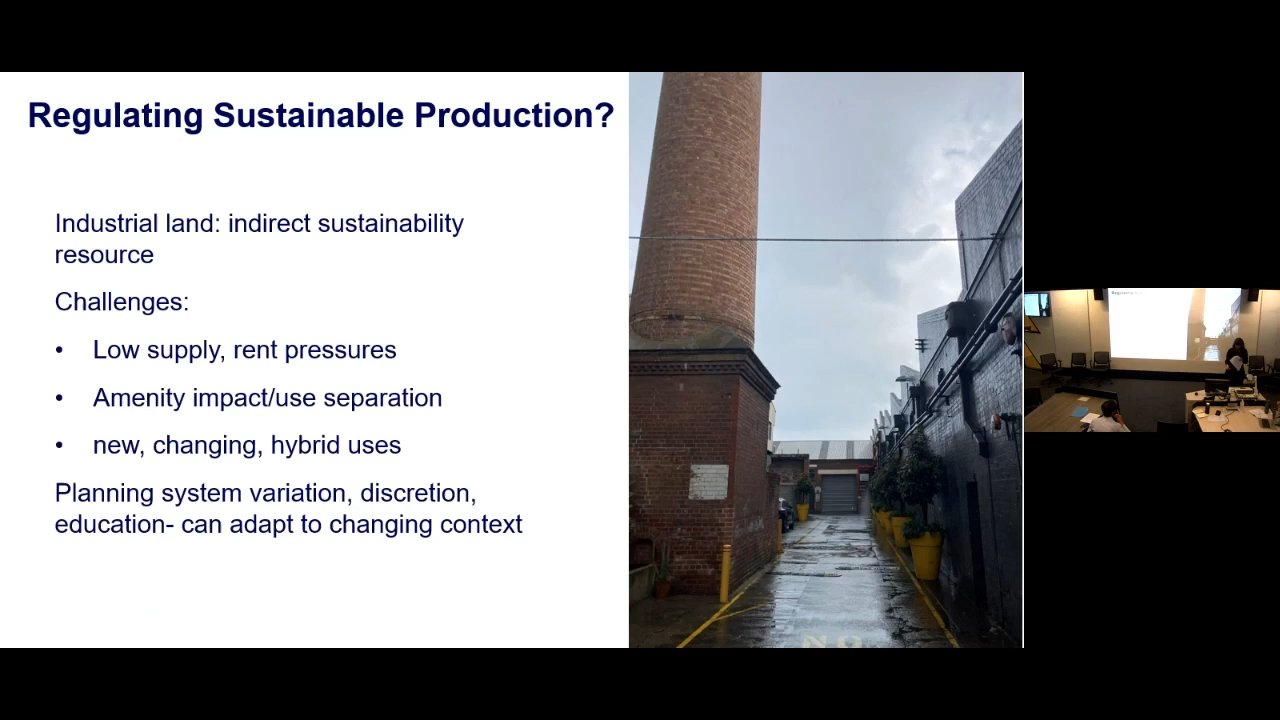 Regulating Sustainable Production?
Industrial land: indirect sustainability
resource
Challenges:
• Low supply, rent pressures
• Amenity impact/use separation
• new, changing, hybrid uses
Planning system variation, discretion,
education- can adapt to changing context
NO